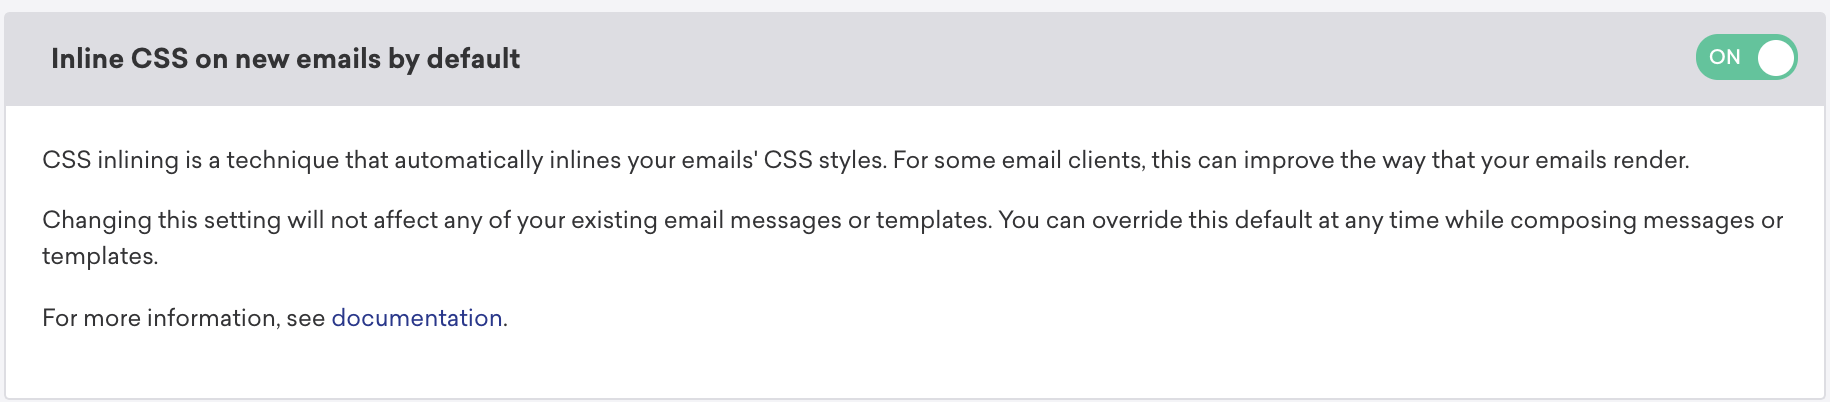 Inline CSS on new emails by default
ON
CSS inlining is a technique that automatically inlines your emails' CSS styles. For some email clients, this can improve the way that your emails render.
Changing this setting will not affect any of your existing email messages or templates. You can override this default at any time while composing messages or
templates.
For more information, see documentation.